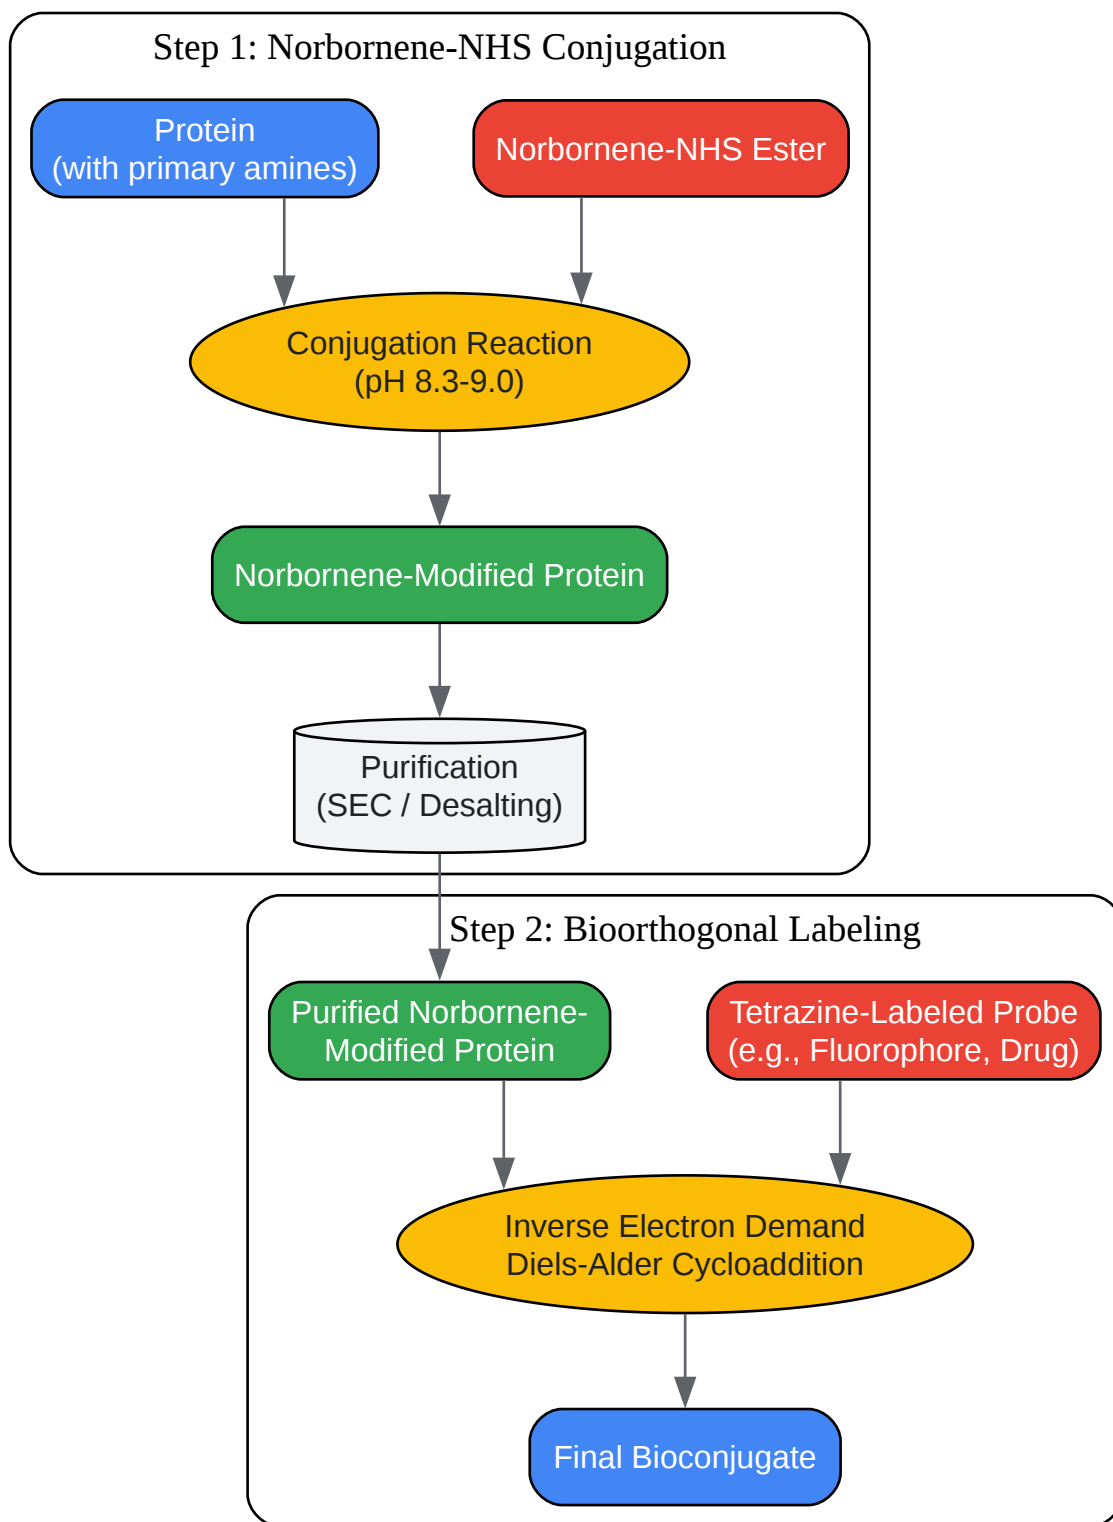 Step 1: Norbornene-NHS Conjugation
Protein
(with primary amines)
Norbornene-NHS Ester
Conjugation Reaction
(pH 8.3-9.0)
Norbornene-Modified Protein
Purification
(SEC / Desalting)
Step 2: Bioorthogonal Labeling
Purified Norbornene-
Modified Protein
Tetrazine-Labeled Probe
(e.g., Fluorophore, Drug)
Inverse Electron Demand
Diels-Alder Cycloaddition
Final Bioconjugate